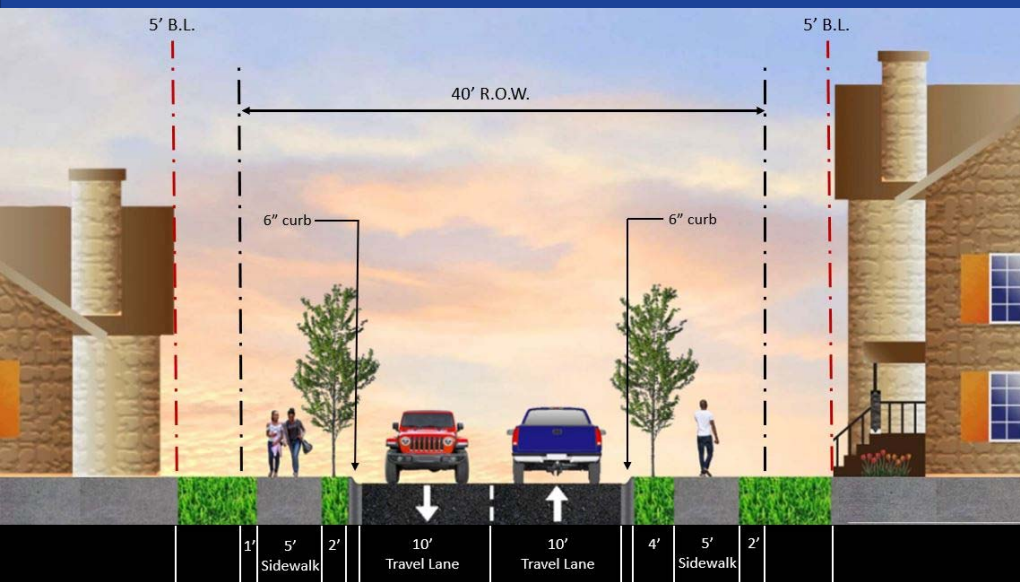 5’ B.L.
5’ B.L.
40’ R.O.W.
6” curb
6” curb
1’
5’
Sidewalk
2’
10’
Travel Lane
10’
Travel Lane
4’
5’
Sidewalk
2’